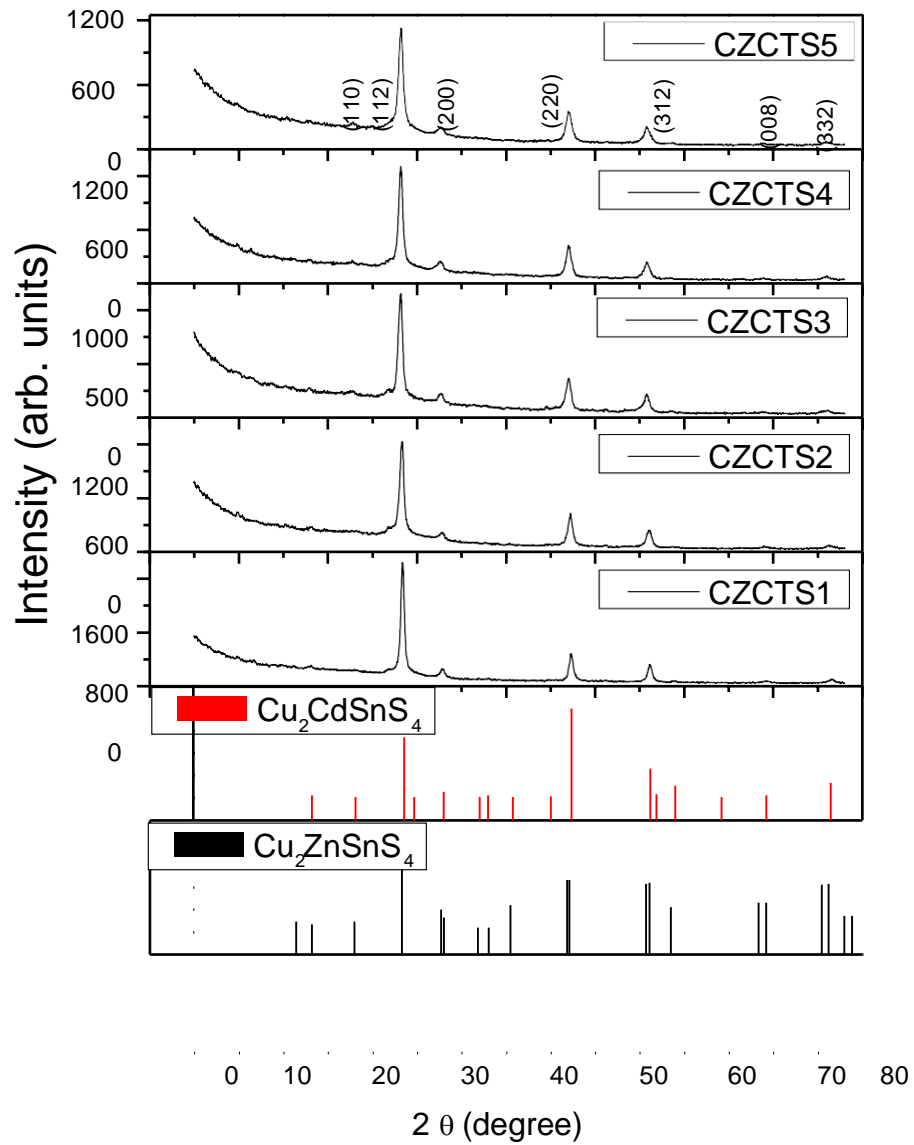 1200
CZCTS5
600
(110)
(112)
(200)
(220)
(312)
(008)
(332)
0
1200
CZCTS4
600
0
CZCTS3
1000
500
0
CZCTS2
1200
600
0
CZCTS1
1600
800
Cu₂CdSnS₄
0
Cu₂ZnSnS₄
Intensity (arb. units)
0 10 20 30 40 50 60 70 80
2 θ (degree)